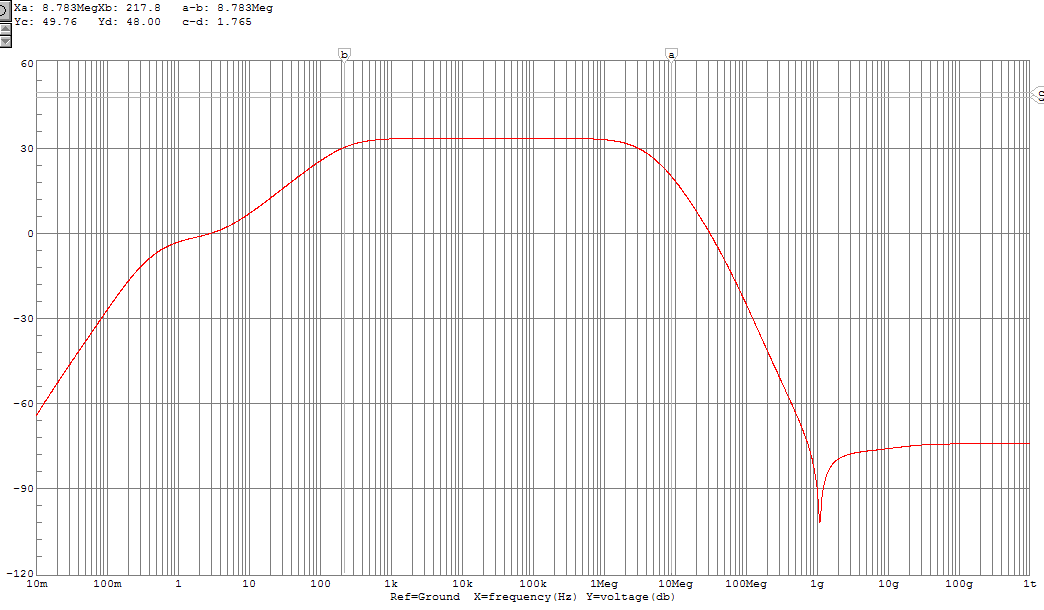 Xa: 8.783MegXb: 217.8 a-b: 8.783Meg
Yc: 49.76 Yd: 48.00 c-d: 1.765
b a
60
30
0
-30
-60
-90
-120
10m 100m 1 10 100 1k 10k 100k 1Meg 10Meg 100Meg 1g 10g 100g 1t
Ref=Ground X=frequency(Hz) Y=voltage(db)